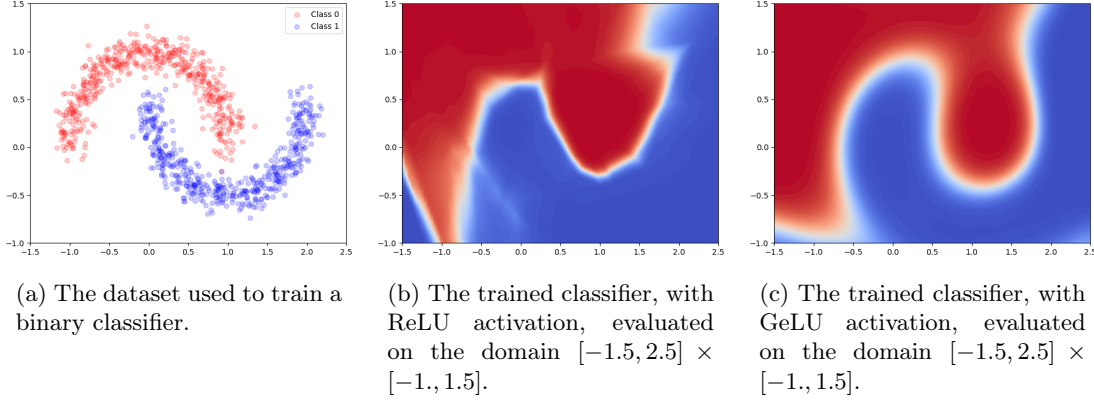 Class 0
Class 1
1.5
1.0
0.5
0.0
−0.5
−1.0
−1.5 −1.0 −0.5 0.0 0.5 1.0 1.5 2.0 2.5
1.5
1.0
0.5
0.0
−0.5
−1.0
−1.5 −1.0 −0.5 0.0 0.5 1.0 1.5 2.0 2.5
1.5
1.0
0.5
0.0
−0.5
−1.0
−1.5 −1.0 −0.5 0.0 0.5 1.0 1.5 2.0 2.5
(a) The dataset used to train a
binary classifier.
(b) The trained classifier, with
ReLU activation, evaluated
on the domain [−1.5, 2.5] ×
[−1., 1.5].
(c) The trained classifier, with
GeLU activation, evaluated
on the domain [−1.5, 2.5] ×
[−1., 1.5].